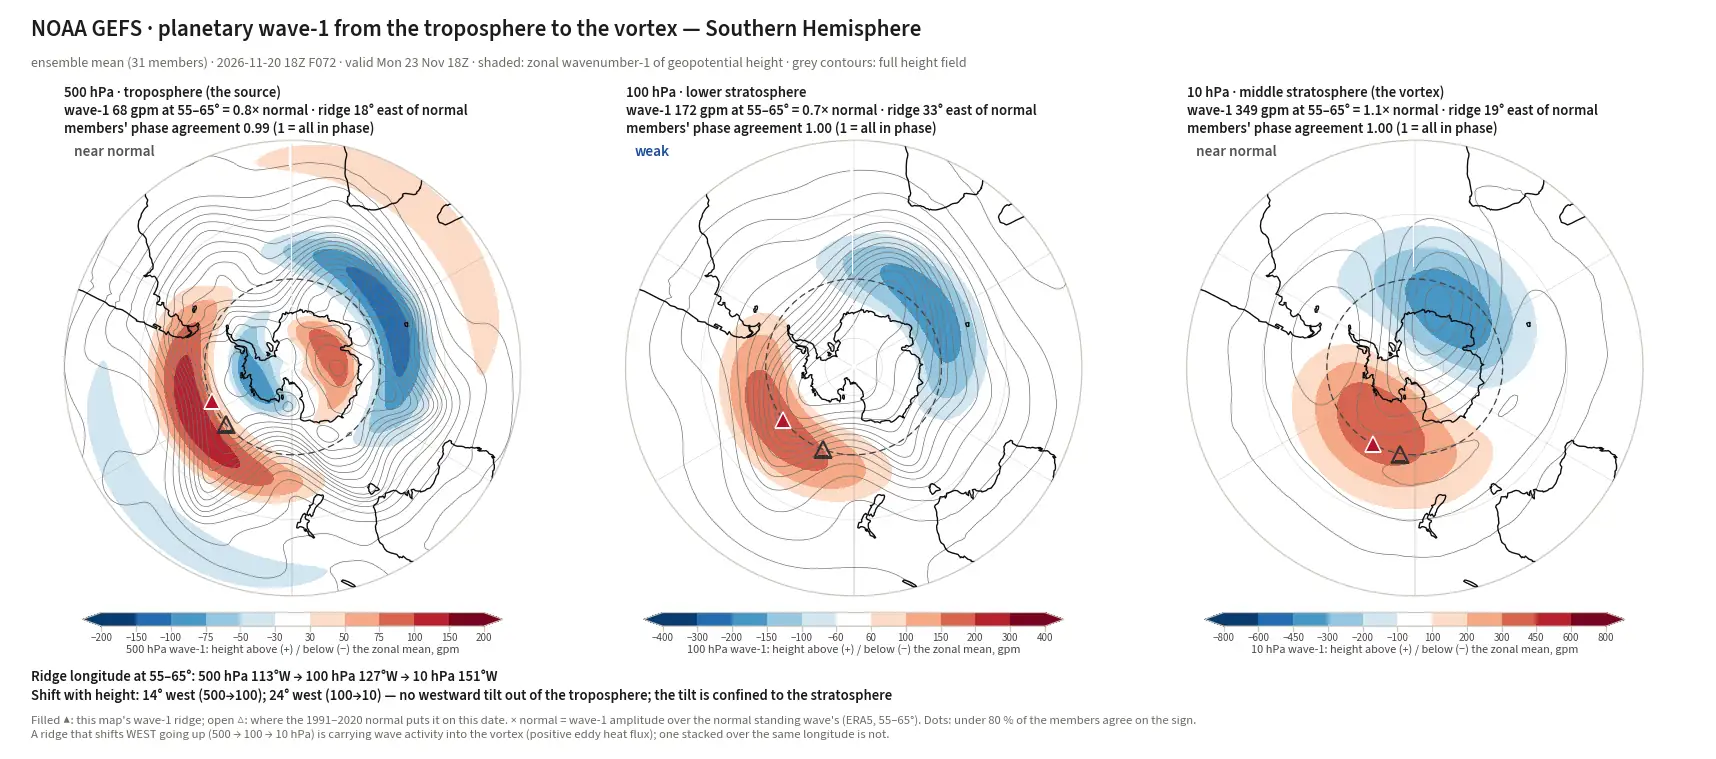 NOAA GEFS · planetary wave-1 from the troposphere to the vortex — Southern Hemisphere
ensemble mean (31 members) · 2026-11-20 18Z F072 · valid Mon 23 Nov 18Z · shaded: zonal wavenumber-1 of geopotential height · grey contours: full height field
500 hPa · troposphere (the source)
wave-1 68 gpm at 55–65° = 0.8× normal · ridge 18° east of normal
members' phase agreement 0.99 (1 = all in phase)
near normal
100 hPa · lower stratosphere
wave-1 172 gpm at 55–65° = 0.7× normal · ridge 33° east of normal
members' phase agreement 1.00 (1 = all in phase)
weak
10 hPa · middle stratosphere (the vortex)
wave-1 349 gpm at 55–65° = 1.1× normal · ridge 19° east of normal
members' phase agreement 1.00 (1 = all in phase)
near normal
−200 −150 −100 −75 −50 −30 30 50 75 100 150 200
500 hPa wave-1: height above (+) / below (−) the zonal mean, gpm
−400 −300 −200 −150 −100 −60 60 100 150 200 300 400
100 hPa wave-1: height above (+) / below (−) the zonal mean, gpm
−800 −600 −450 −300 −200 −100 100 200 300 450 600 800
10 hPa wave-1: height above (+) / below (−) the zonal mean, gpm
Ridge longitude at 55–65°: 500 hPa 113°W → 100 hPa 127°W → 10 hPa 151°W
Shift with height: 14° west (500→100); 24° west (100→10) — no westward tilt out of the troposphere; the tilt is confined to the stratosphere
Filled ▲: this map's wave-1 ridge; open △: where the 1991–2020 normal puts it on this date. × normal = wave-1 amplitude over the normal standing wave's (ERA5, 55–65°). Dots: under 80 % of the members agree on the sign.
A ridge that shifts WEST going up (500 → 100 → 10 hPa) is carrying wave activity into the vortex (positive eddy heat flux); one stacked over the same longitude is not.